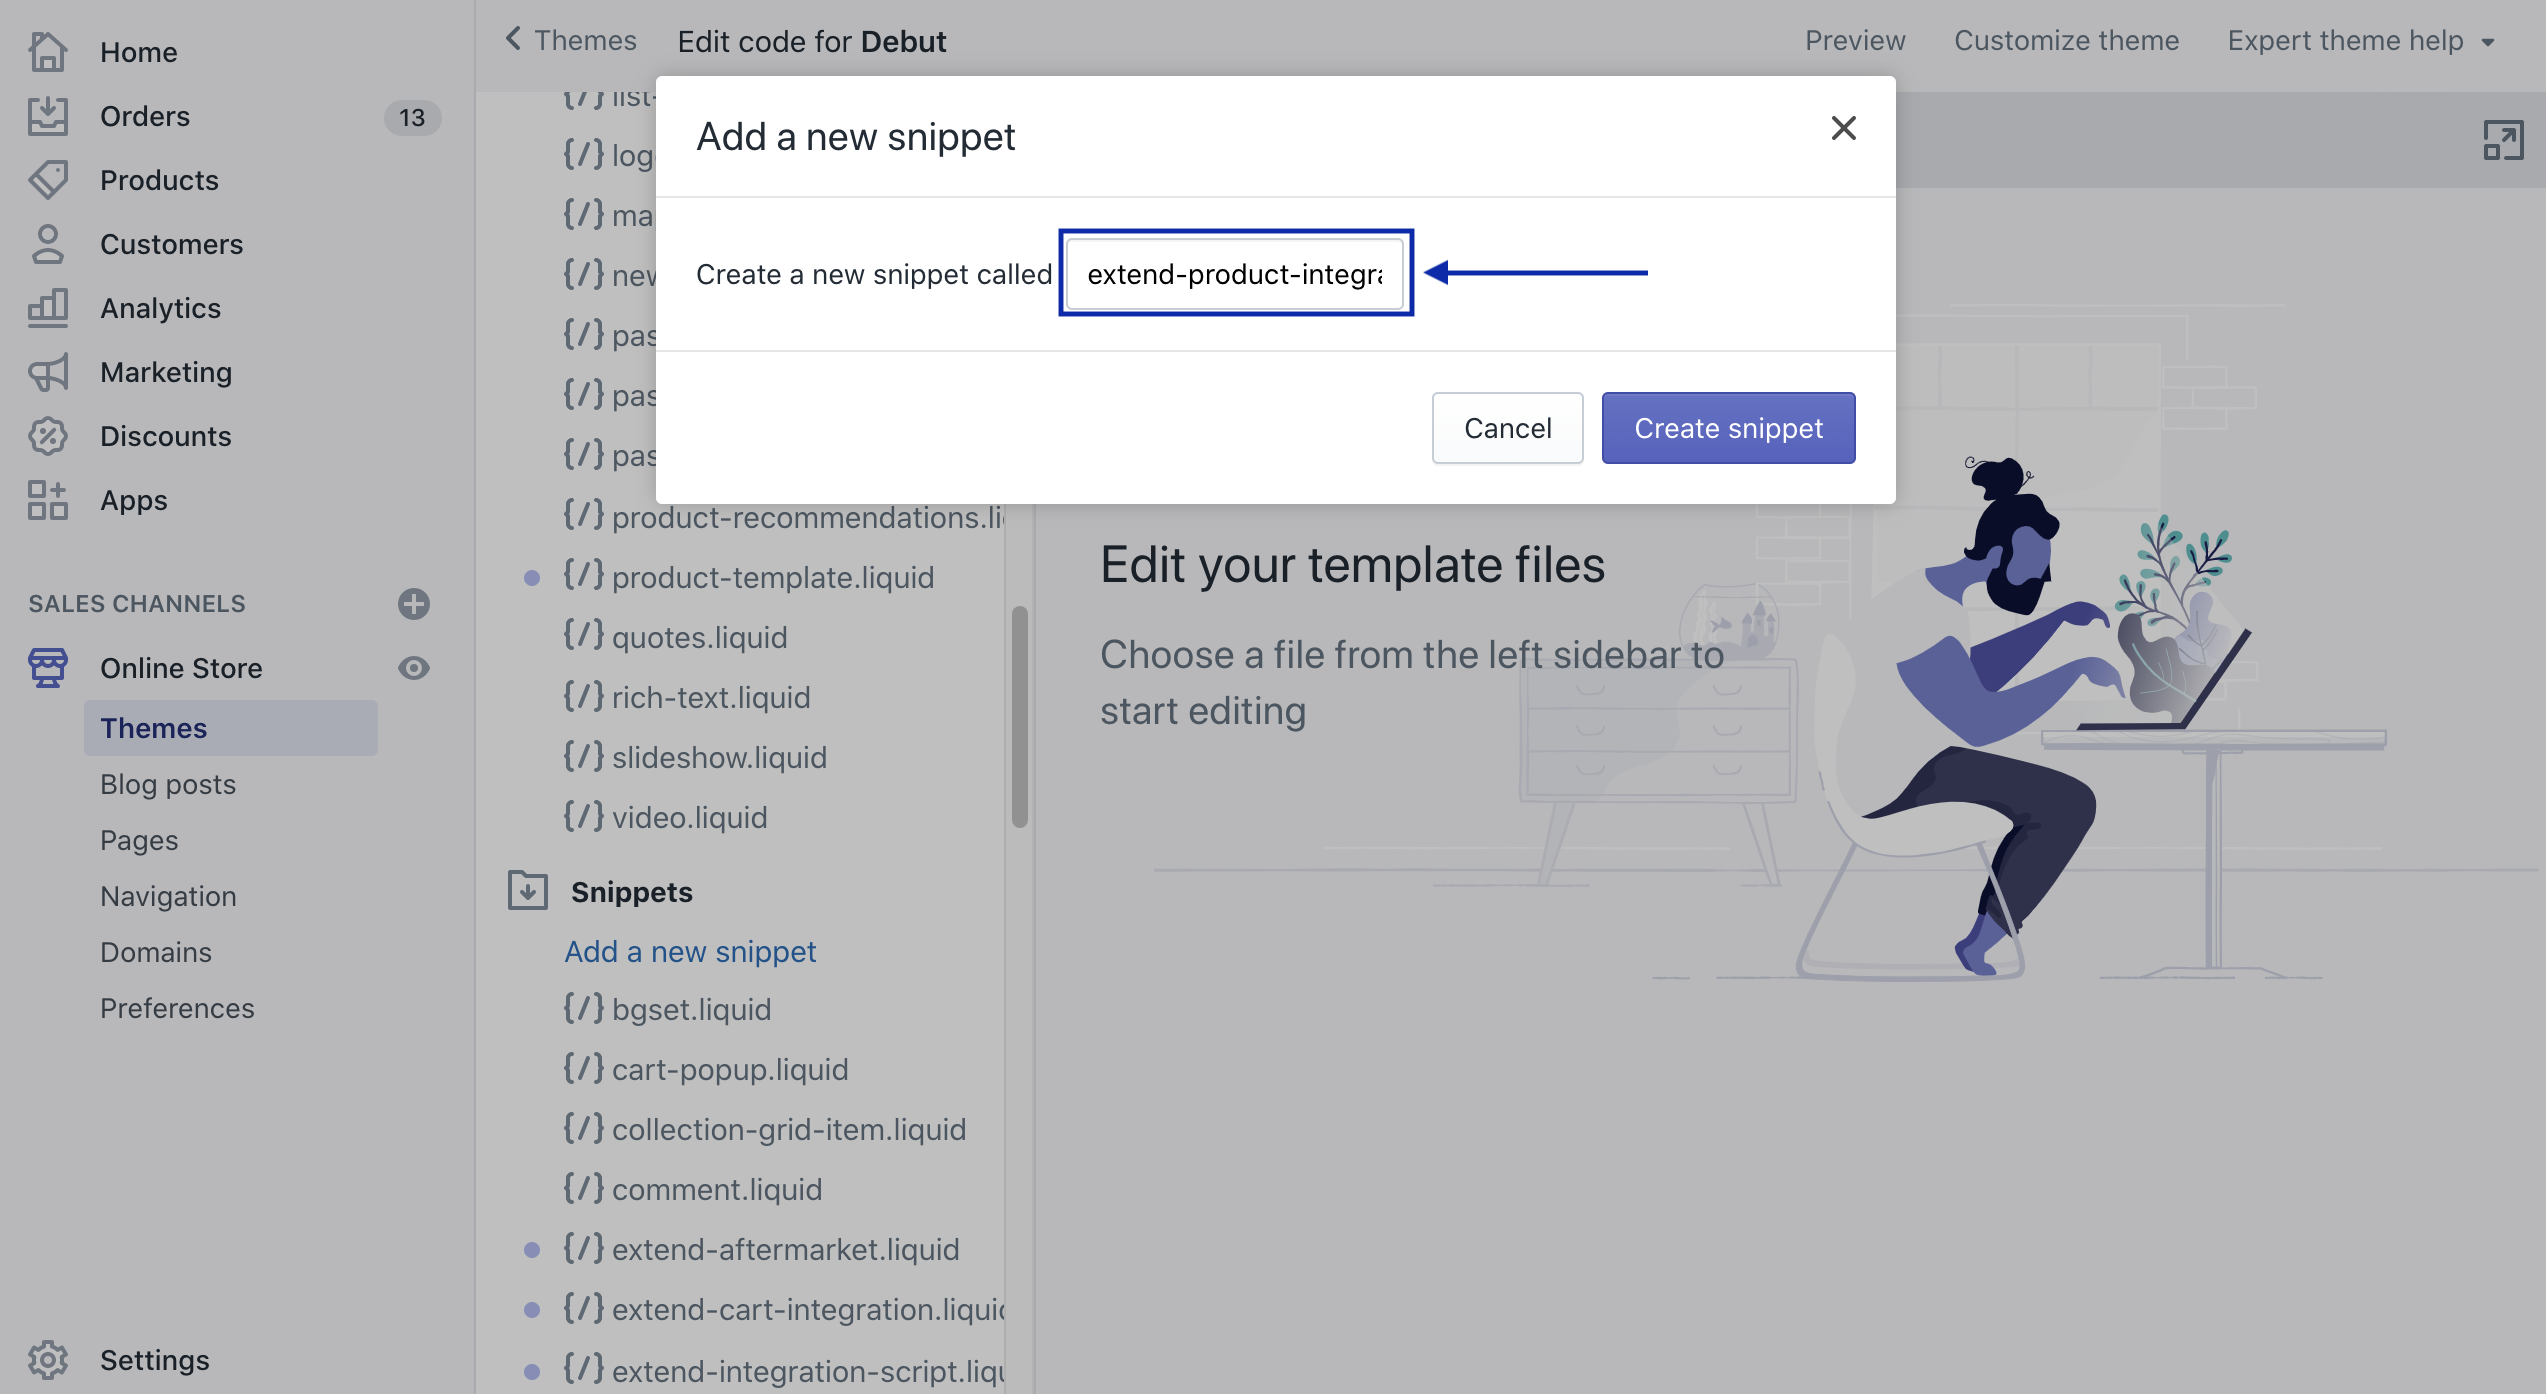 Home
Orders
13
Products
Customers
Analytics
Marketing
Discounts
Apps
SALES CHANNELS
Online Store
Themes
Blog posts
Pages
Navigation
Domains
Preferences
Settings
Themes
Edit code for Debut
Preview
Customize theme
Expert theme help
{/} list-
{/} log
{/} ma
{/} new
{/} pas
{/} pas
{/} pas
{/} product-recommendations.li
{/} product-template.liquid
{/} quotes.liquid
{/} rich-text.liquid
{/} slideshow.liquid
{/} video.liquid
Snippets
Add a new snippet
{/} bgset.liquid
{/} cart-popup.liquid
{/} collection-grid-item.liquid
{/} comment.liquid
{/} extend-aftermarket.liquid
{/} extend-cart-integration.liquid
{/} extend-integration-script.liqu
Add a new snippet
Create a new snippet called
extend-product-integra
Cancel
Create snippet
Edit your template files
Choose a file from the left sidebar to
start editing